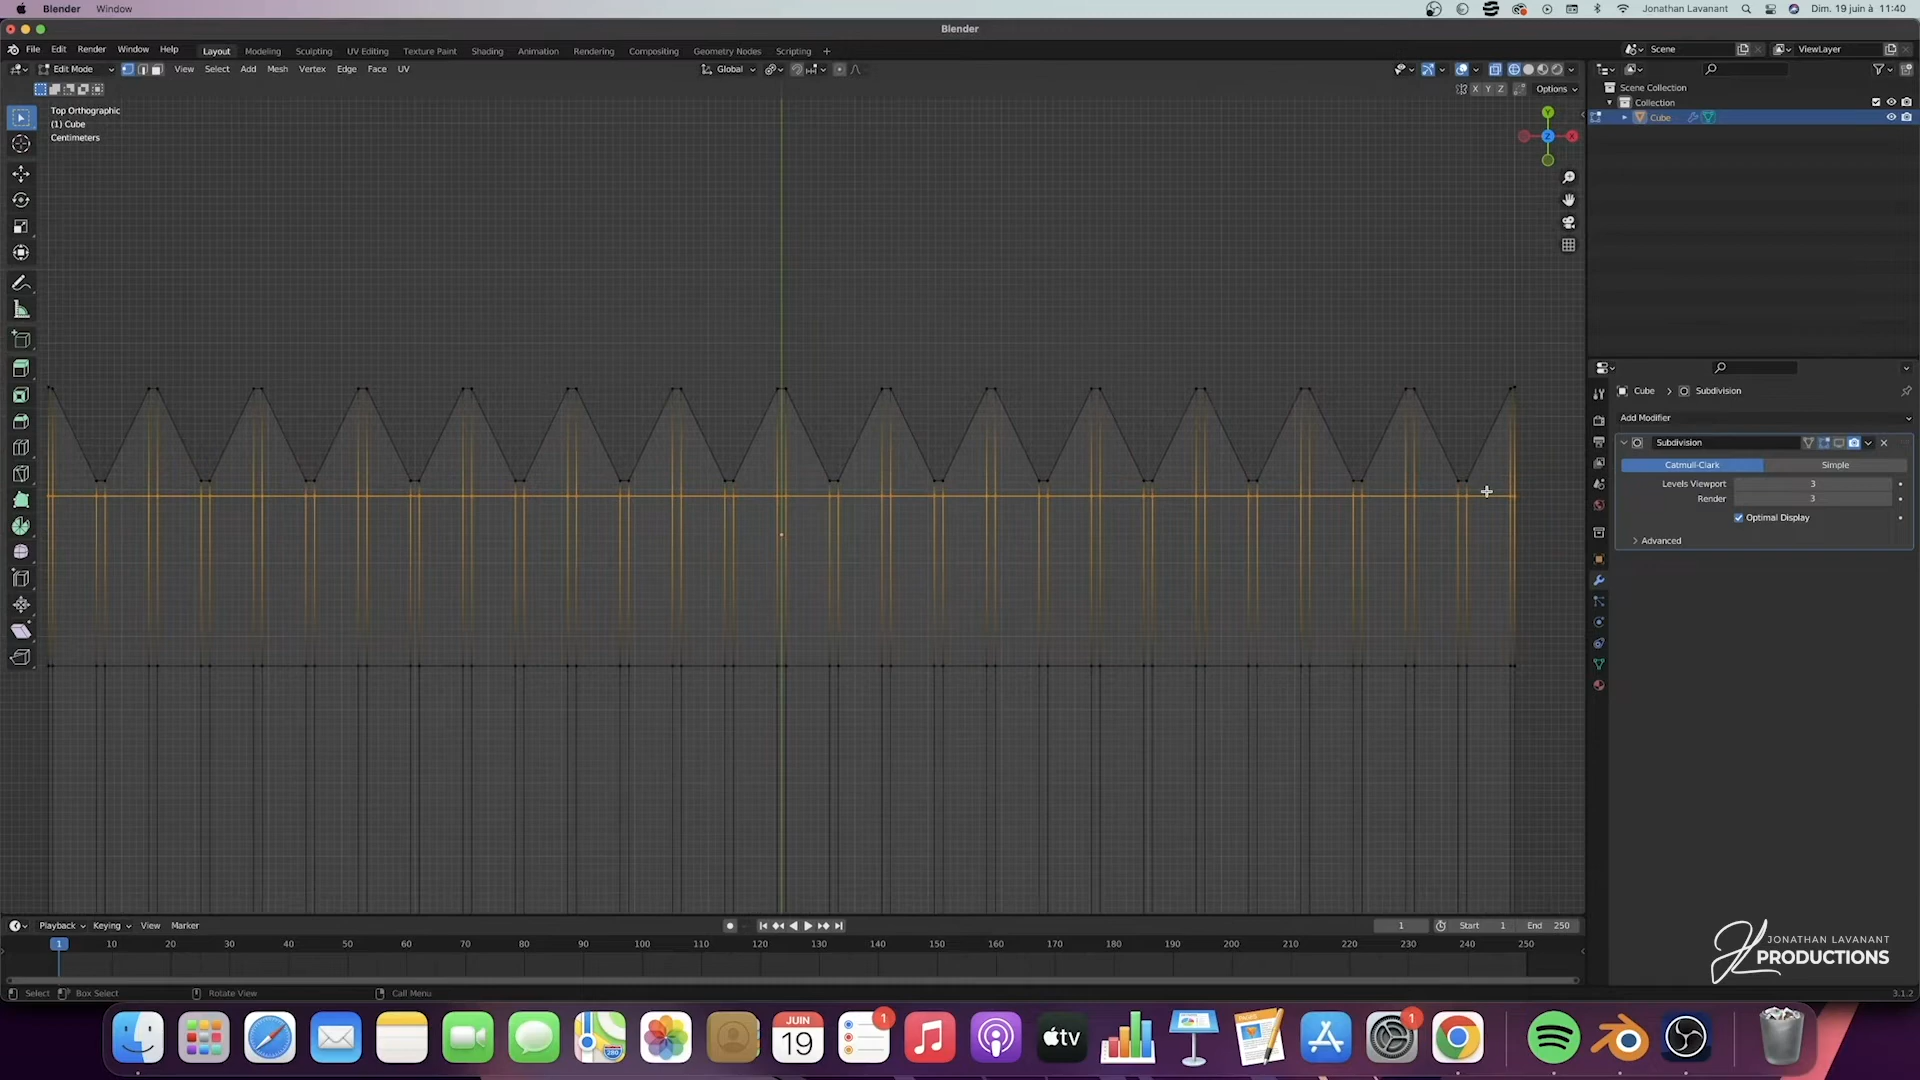 Blender Window Jonathan Lavanant Dim. 19 juin à 11:40
Blender
File Edit Render Window Help Layout Modeling Sculpting UV Editing Texture Paint Shading Animation Rendering Compositing Geometry Nodes Scripting + Scene ViewLayer
Edit Mode View Select Add Mesh Vertex Edge Face UV Global
X Y Z Options
Top Orthographic
(1) Cube
Centimeters
Y
Z X
Scene Collection
Collection
Cube
Cube > Subdivision
Add Modifier
Subdivision
Catmull-Clark Simple
Levels Viewport 3
Render 3
Optimal Display
Advanced
Playback Keying View Marker 1 Start 1 End 250
1 10 20 30 40 50 60 70 80 90 100 110 120 130 140 150 160 170 180 190 200 210 220 230 240 250
JONATHAN LAVANANT
PRODUCTIONS
Select Box Select Rotate View Call Menu 3.1.2
280
JUIN
19
1
tv
PAGES
1